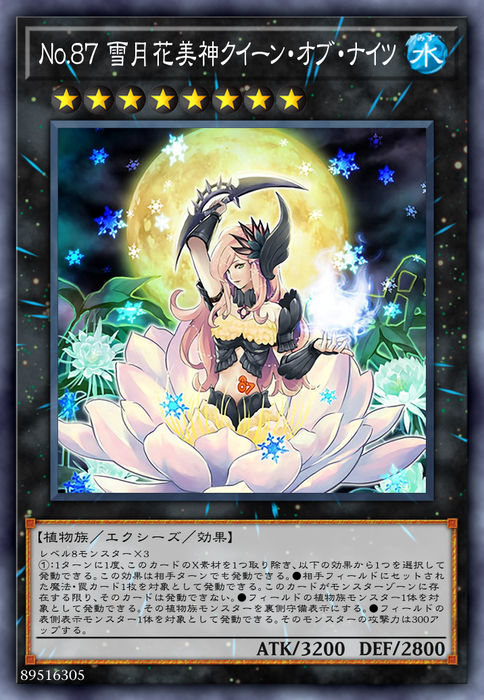 No.87 雪月花美神クイーン・オブ・ナイツ
みず
水
87
【植物族/エクシーズ/効果】
レベル8モンスター×3
①:1ターンに1度、このカードのX素材を1つ取り除き、以下の効果から1つを選択して
発動できる。この効果は相手ターンでも発動できる。●相手フィールドにセットされ
た魔法・罠カード1枚を対象として発動できる。このカードがモンスターゾーンに存
在する限り、そのカードは発動できない。●フィールドの植物族モンスター1体を対
象として発動できる。その植物族モンスターを裏側守備表示にする。●フィールドの
表側表示モンスター1体を対象として発動できる。そのモンスターの攻撃力は300ア
ップする。
ATK/3200 DEF/2800
89516305